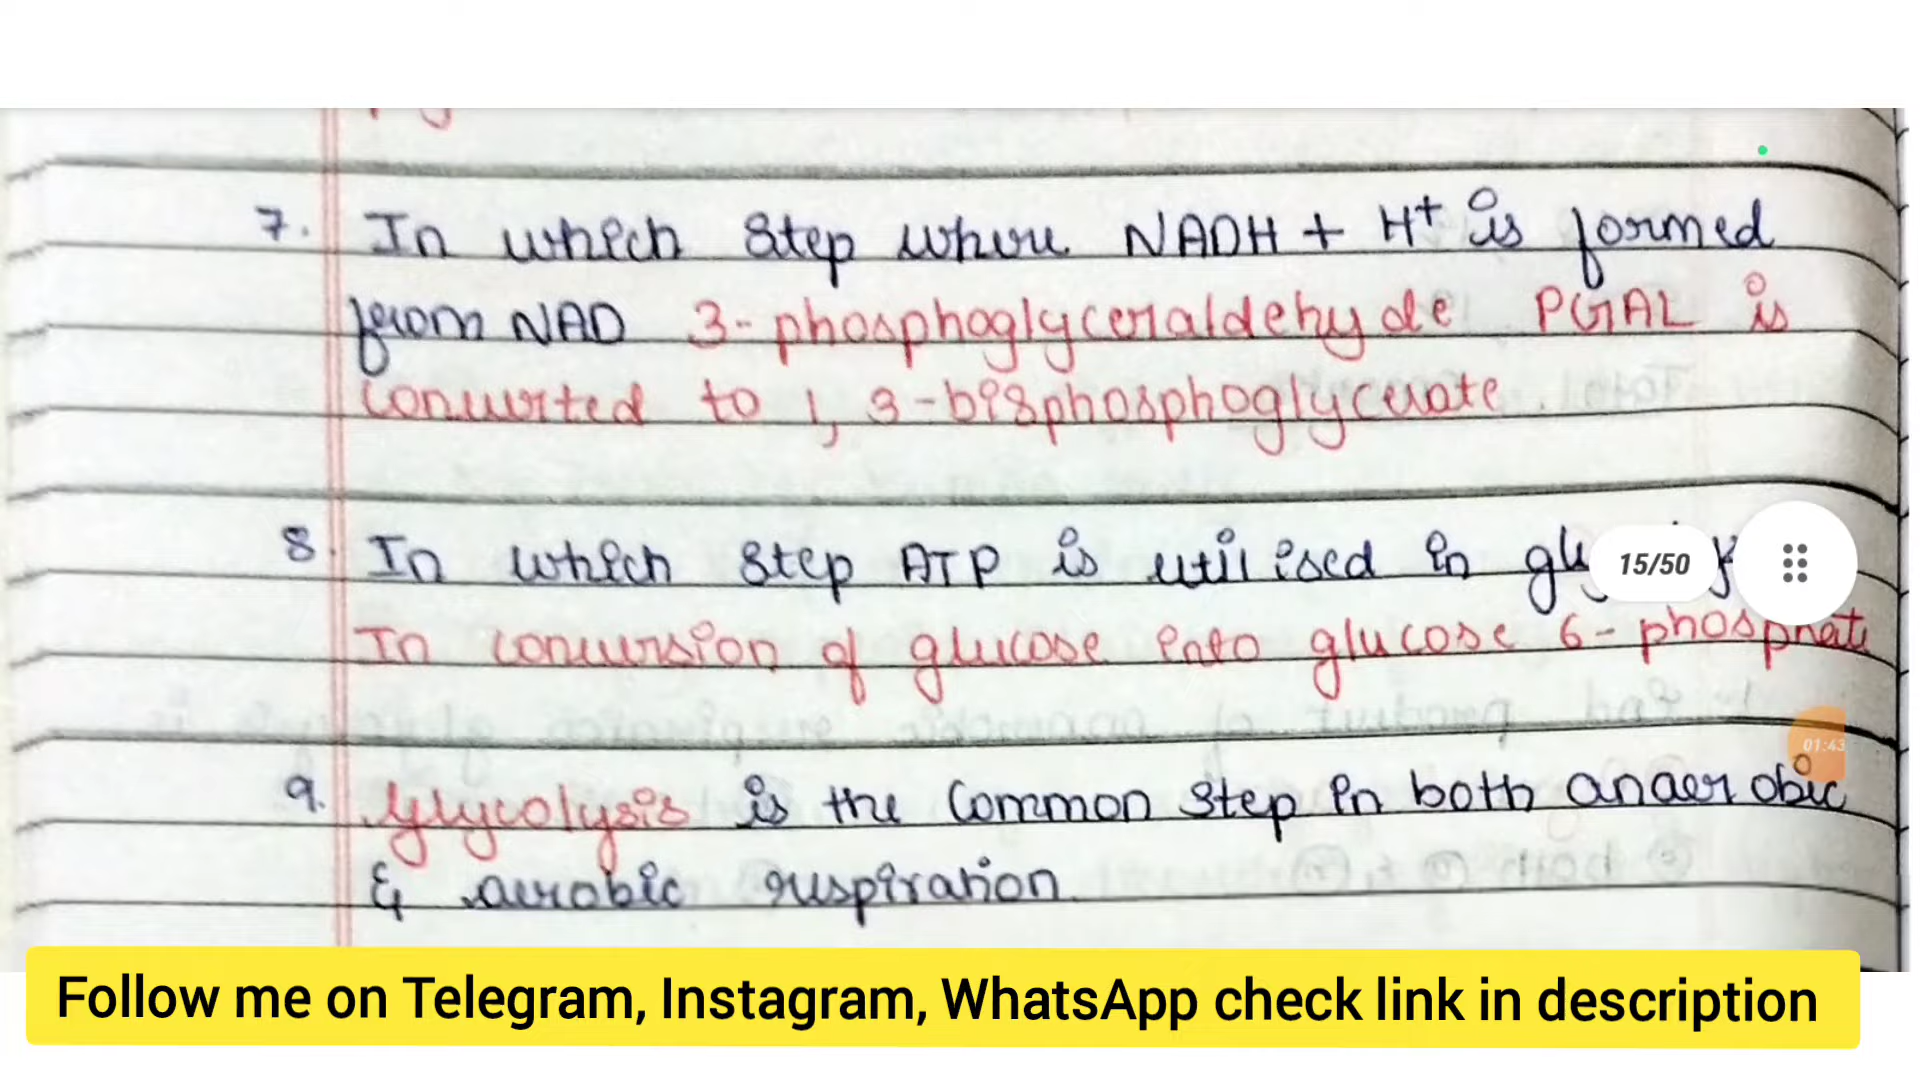 7. In which step where NADH + H+ is formed
from NAD 3-phosphoglyceraldehyde PGAL is
converted to 1, 3-bisphosphoglycerate
8. In which step ATP is utilised in
15/50
In conversion of glucose into glucose 6-phosphate
01:43
9. Glycolysis is the Common step in both anaerobic
& aerobic respiration
Follow me on Telegram, Instagram, WhatsApp check link in description